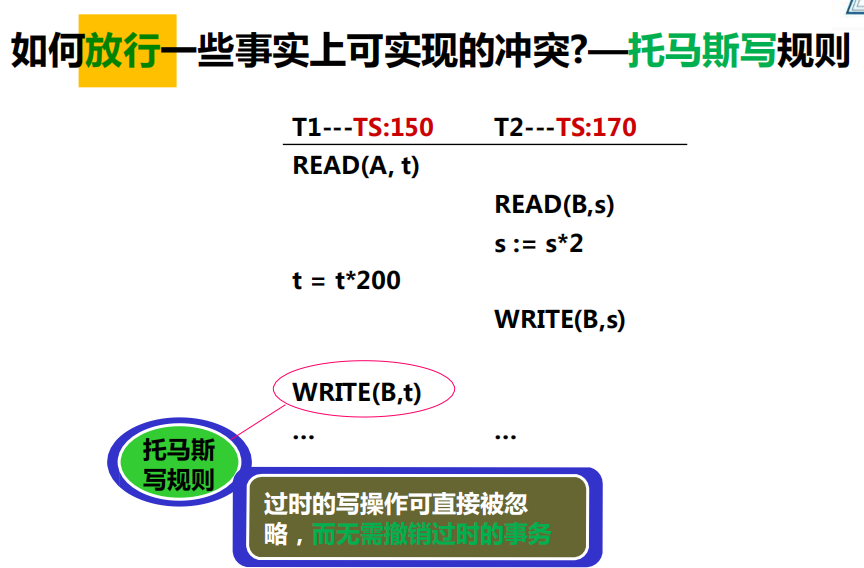 如何放行一些事实上可实现的冲突?—托马斯写规则
T1---TS:150 T2---TS:170
READ(A, t)
READ(B,s)
s := s*2
t = t*200
WRITE(B,s)
WRITE(B,t)
... ...
托马斯
写规则
过时的写操作可直接被忽
略，而无需撤销过时的事务